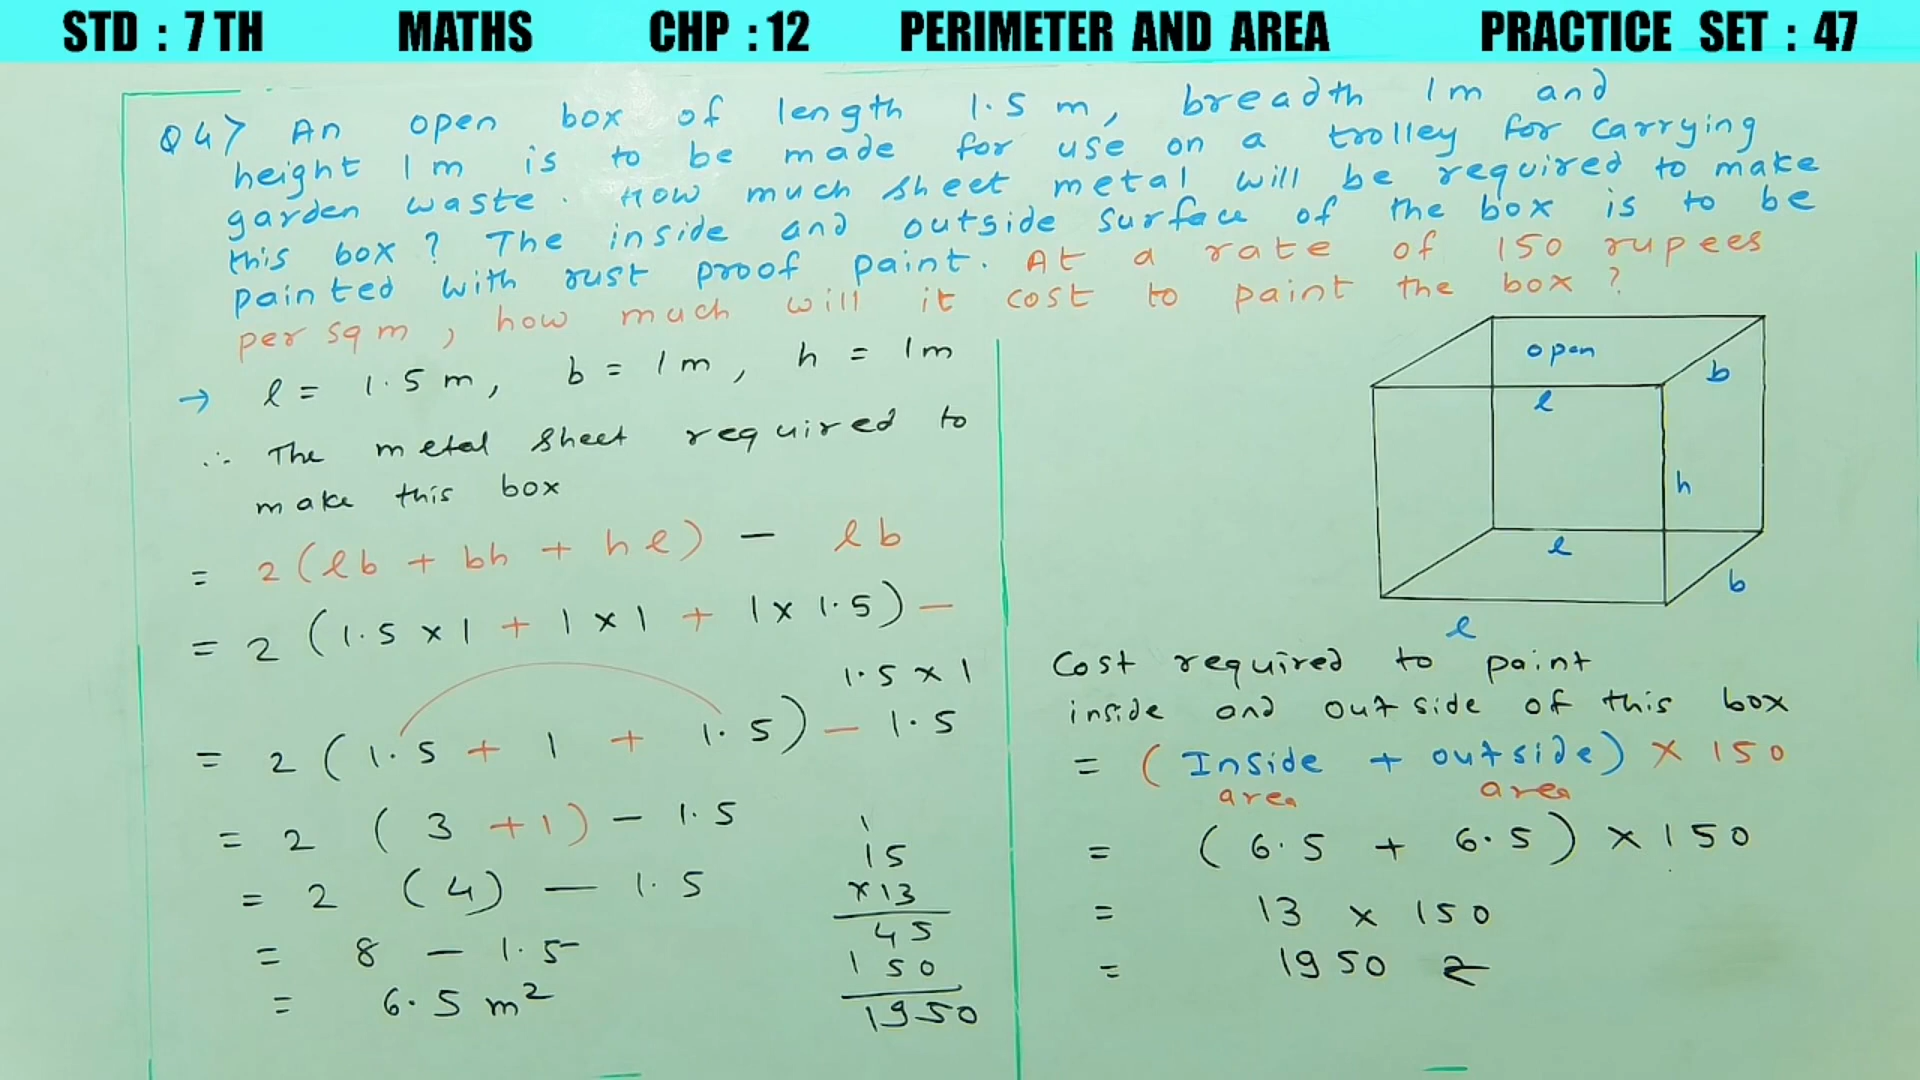 STD : 7 TH MATHS CHP : 12 PERIMETER AND AREA PRACTICE SET : 47
Q 4> An open box of length 1.5 m, breadth 1m and
height 1m is to be made for use on a trolley for carrying
garden waste. How much sheet metal will be required to make
this box? The inside and outside surface of the box is to be
painted with rust proof paint. At a rate of 150 rupees
per sq m, how much will it cost to paint the box?
→ l = 1.5 m, b = 1 m, h = 1m
∴ The metal sheet required to
make this box
= 2 (lb + bh + hl) - lb
= 2 (1.5 x 1 + 1 x 1 + 1 x 1.5) -
1.5 x 1
= 2 (1.5 + 1 + 1.5) - 1.5
= 2 (3 + 1) - 1.5
= 2 (4) - 1.5
= 8 - 1.5
= 6.5 m²
1
15
x 13
45
150
1950
open
b
l
h
l
b
l
Cost required to paint
inside and outside of this box
= (Inside + outside) x 150
area area
= (6.5 + 6.5) x 150
= 13 x 150
= 1950 ₹